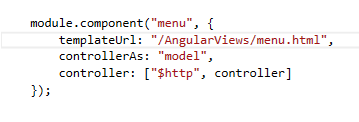 module.component("menu", {
    templateUrl: "/AngularViews/menu.html",
    controllerAs: "model",
    controller: ["$http", controller]
});